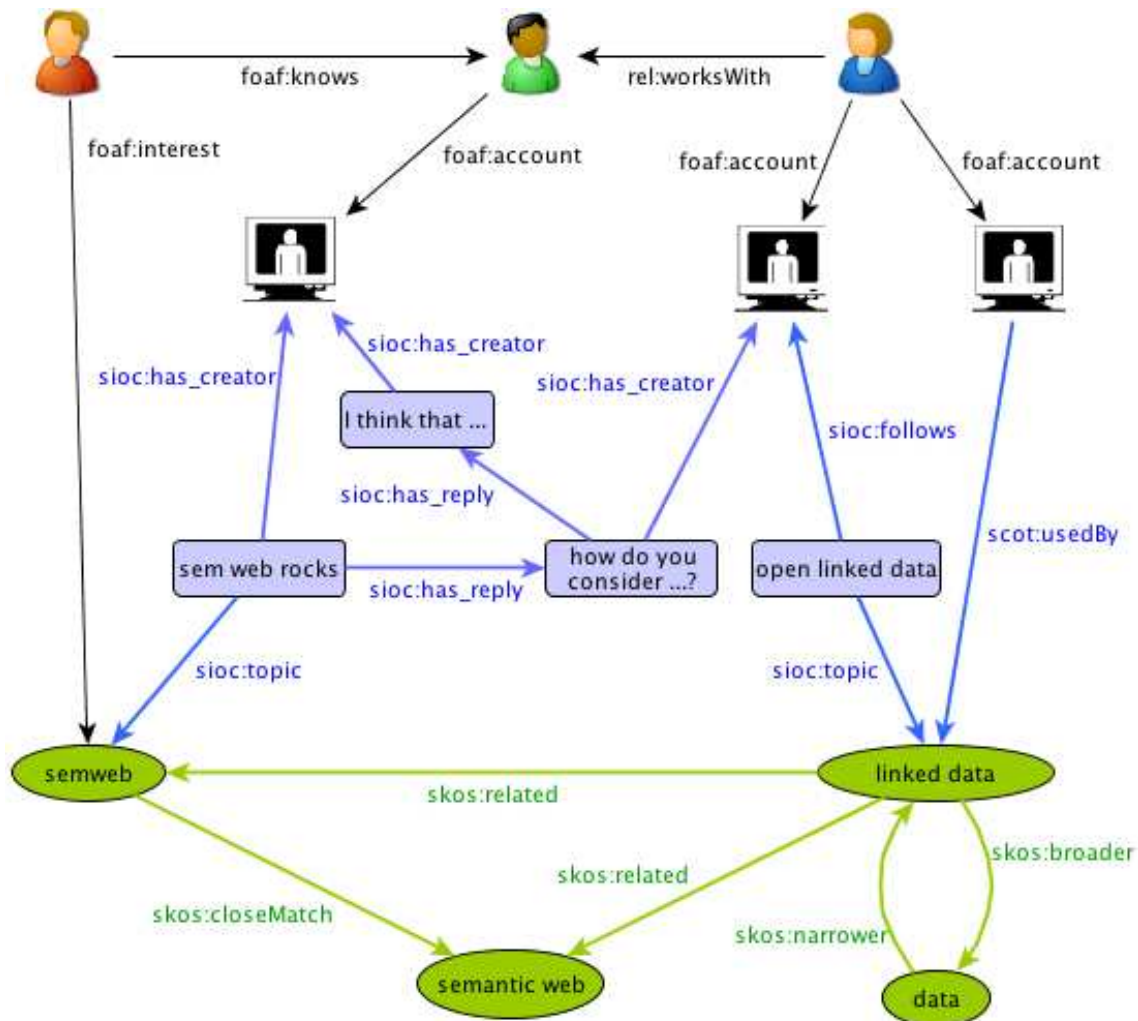 foaf:knows
rel:worksWith
foaf:interest
foaf:account
foaf:account
foaf:account
sioc:has_creator
sioc:has_creator
sioc:has_creator
I think that ...
sioc:follows
sioc:has_reply
scot:usedBy
sem web rocks
how do you
consider ...?
open linked data
sioc:has_reply
sioc:topic
sioc:topic
semweb
linked data
skos:related
skos:broader
skos:related
skos:closeMatch
skos:narrower
semantic web
data